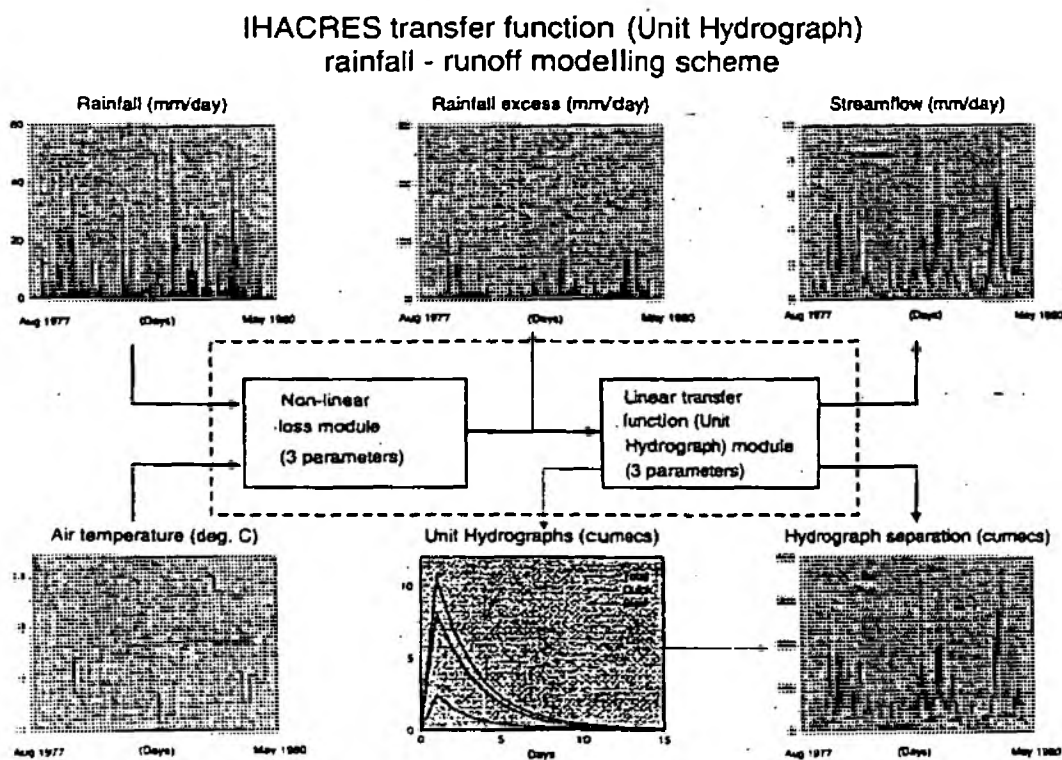 IHACRES transfer function (Unit Hydrograph)
rainfall - runoff modelling scheme
Rainfall (mm/day)
60
40
20
0
Aug 1977 (Days) May 1980
Rainfall excess (mm/day)
Aug 1977 (Days) May 1980
Streamflow (mm/day)
Aug 1977 (Days) May 1980
Non-linear
loss module
(3 parameters)
Linear transfer
function (Unit
Hydrograph) module
(3 parameters)
Air temperature (deg. C)
Aug 1977 (Days) May 1980
Unit Hydrographs (cumecs)
10
5
0
Total
0 5 10 15
Days
Hydrograph separation (cumecs)
Aug 1977 (Days) May 1980